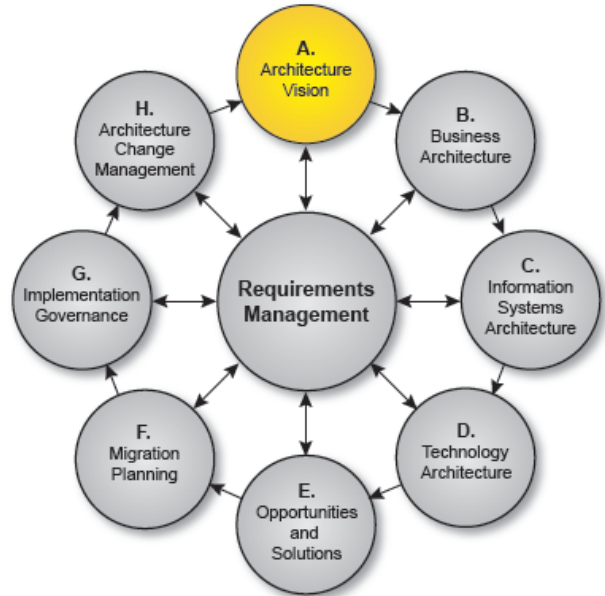 A.
Architecture
Vision
B.
Business
Architecture
C.
Information
Systems
Architecture
D.
Technology
Architecture
E.
Opportunities
and
Solutions
F.
Migration
Planning
G.
Implementation
Governance
H.
Architecture
Change
Management
Requirements
Management